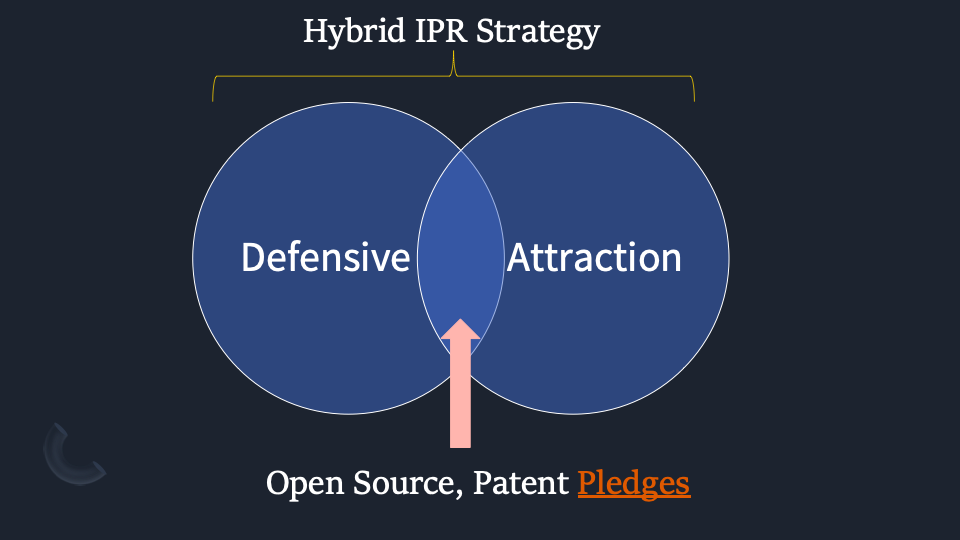 Hybrid IPR Strategy
Defensive
Attraction
Open Source, Patent Pledges